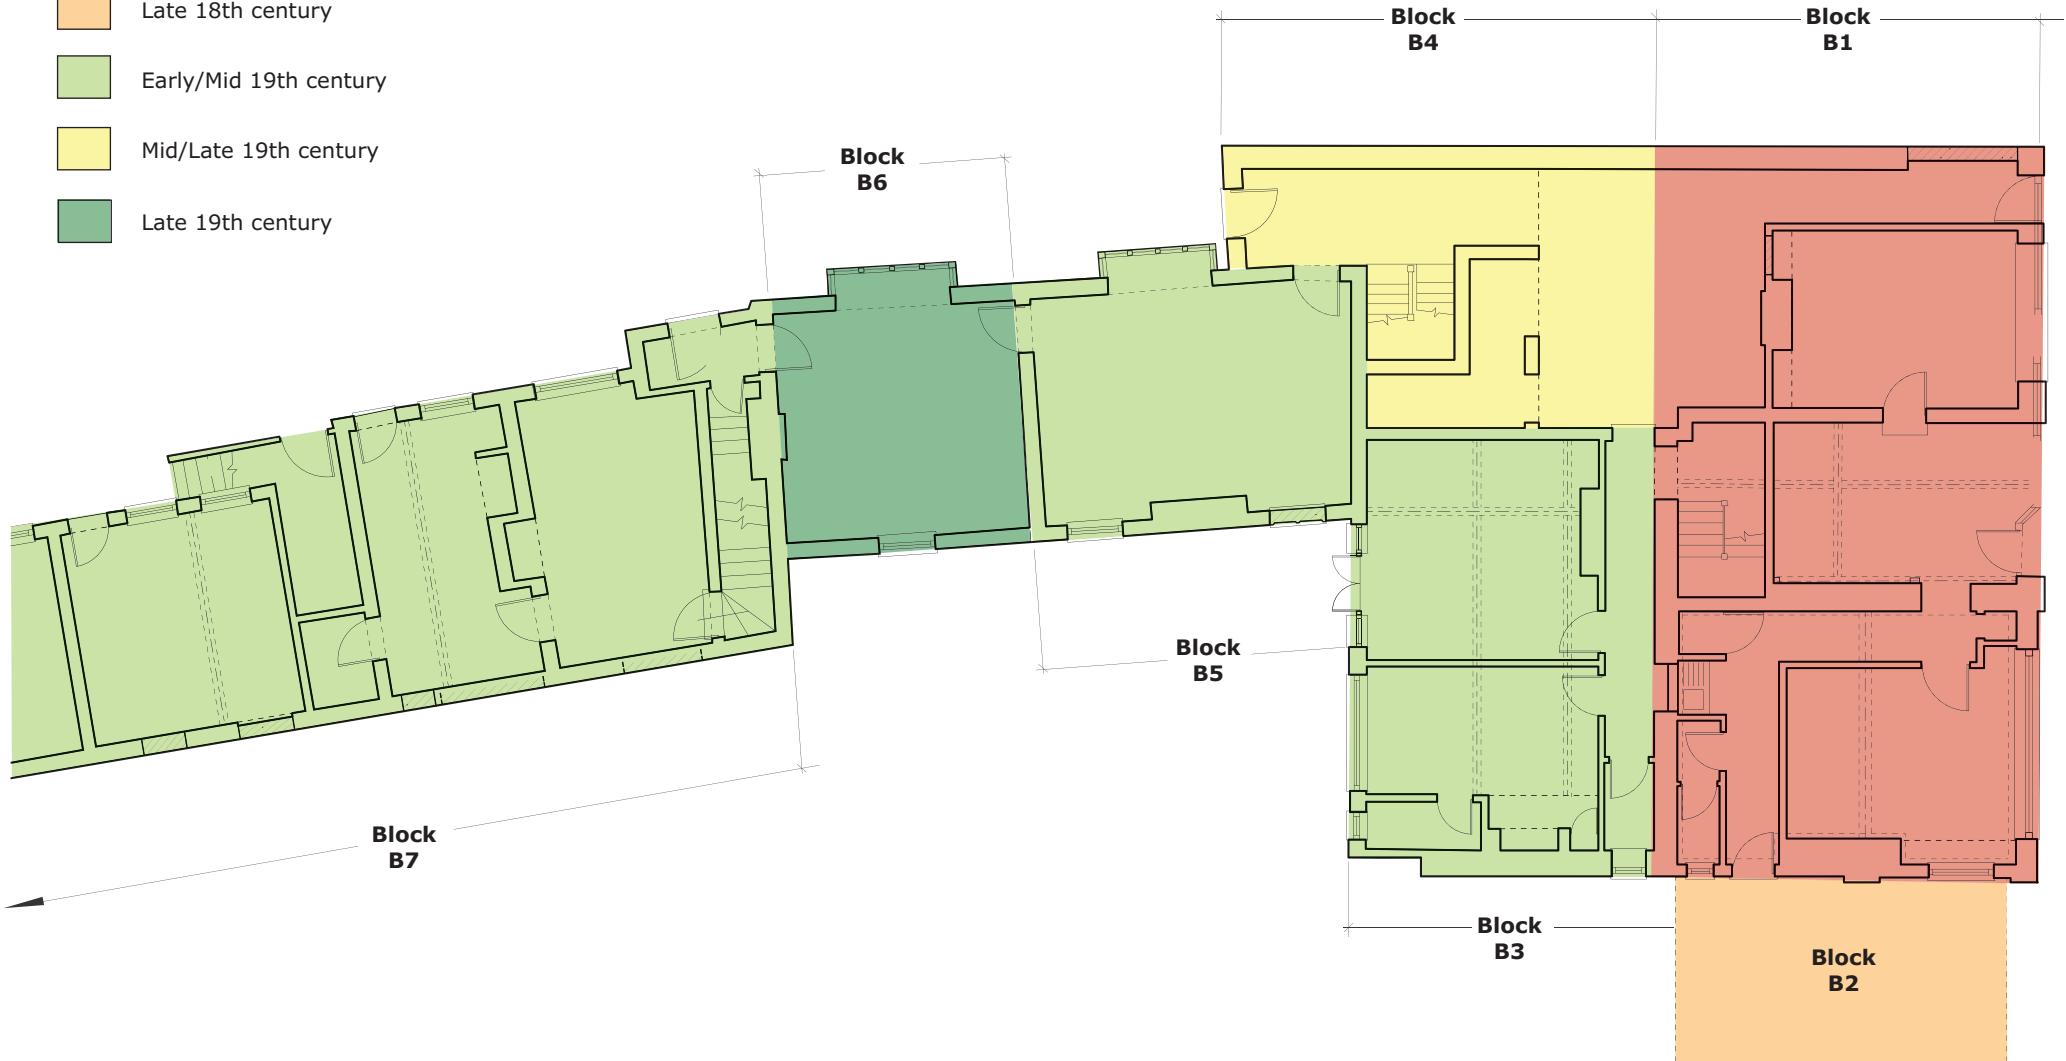 Late 18th century
Early/Mid 19th century
Mid/Late 19th century
Late 19th century
Block
B4
Block
B1
Block
B6
Block
B5
Block
B7
Block
B3
Block
B2